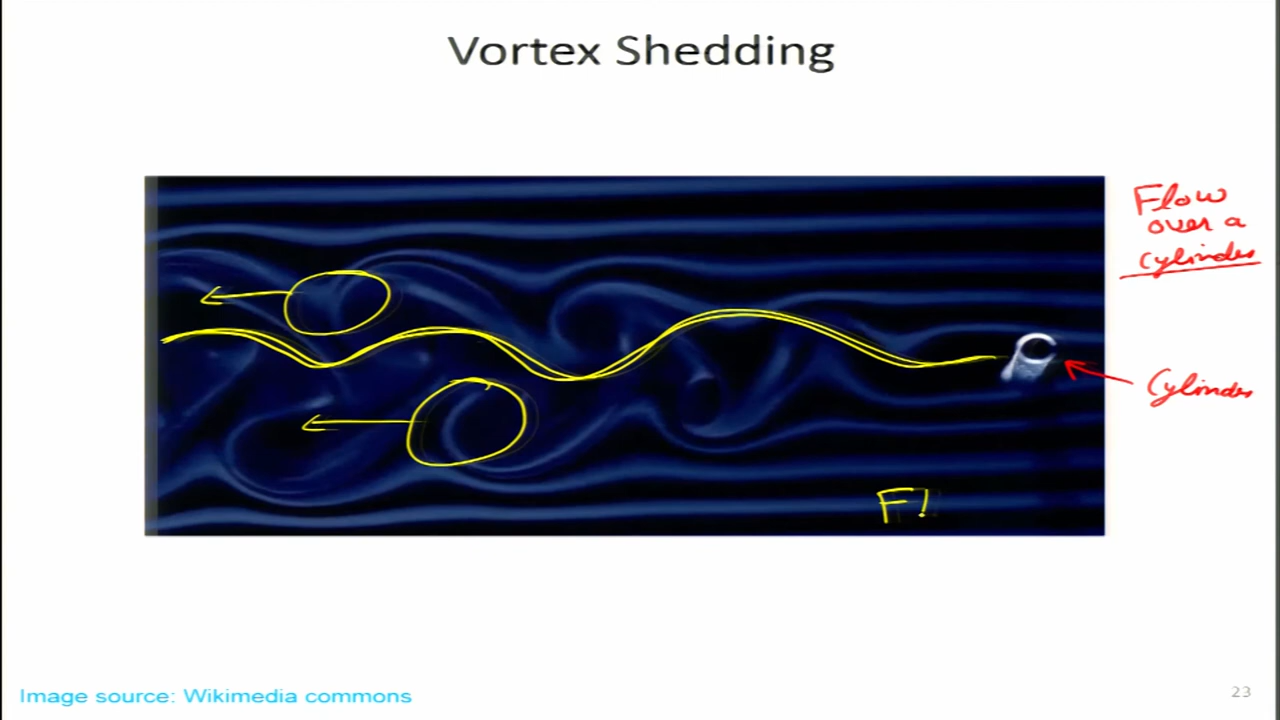 Vortex Shedding
Flow
over a
cylinder
Cylinder
F!
Image source: Wikimedia commons
23